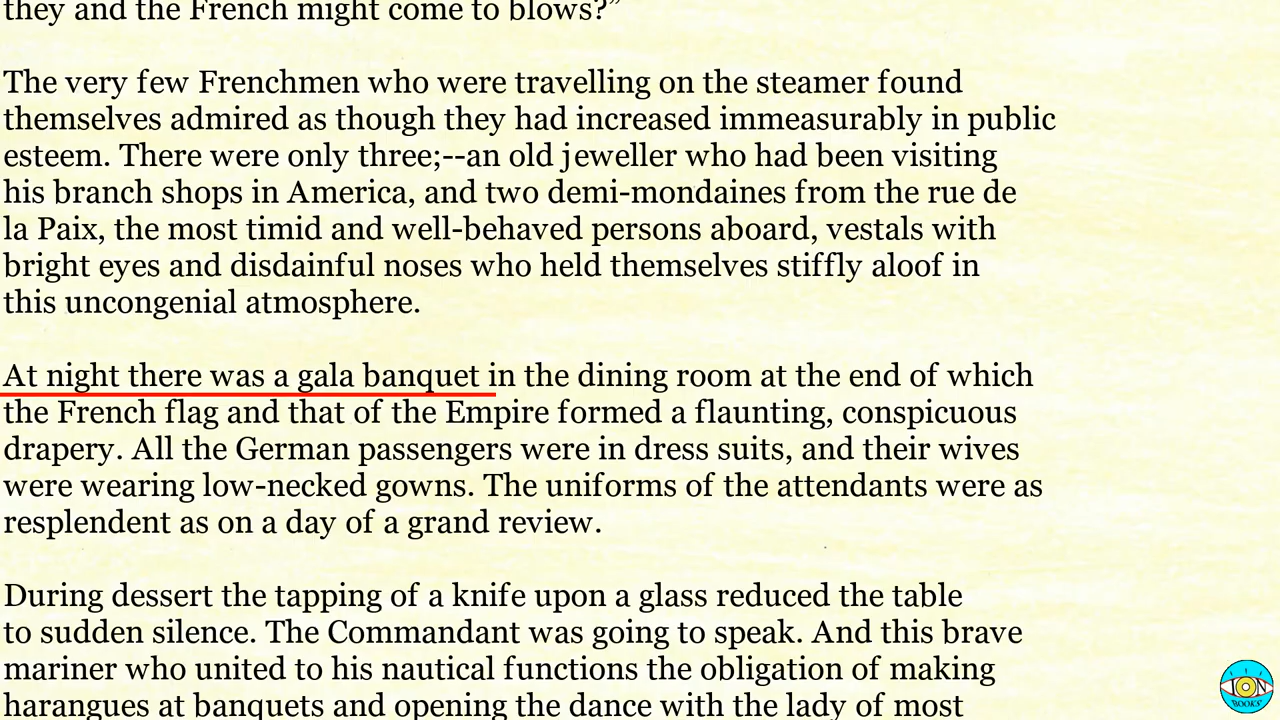 they and the French might come to blows?”
The very few Frenchmen who were travelling on the steamer found
themselves admired as though they had increased immeasurably in public
esteem. There were only three;--an old jeweller who had been visiting
his branch shops in America, and two demi-mondaines from the rue de
la Paix, the most timid and well-behaved persons aboard, vestals with
bright eyes and disdainful noses who held themselves stiffly aloof in
this uncongenial atmosphere.
At night there was a gala banquet in the dining room at the end of which
the French flag and that of the Empire formed a flaunting, conspicuous
drapery. All the German passengers were in dress suits, and their wives
were wearing low-necked gowns. The uniforms of the attendants were as
resplendent as on a day of a grand review.
During dessert the tapping of a knife upon a glass reduced the table
to sudden silence. The Commandant was going to speak. And this brave
mariner who united to his nautical functions the obligation of making
harangues at banquets and opening the dance with the lady of most
ION
BOOKS